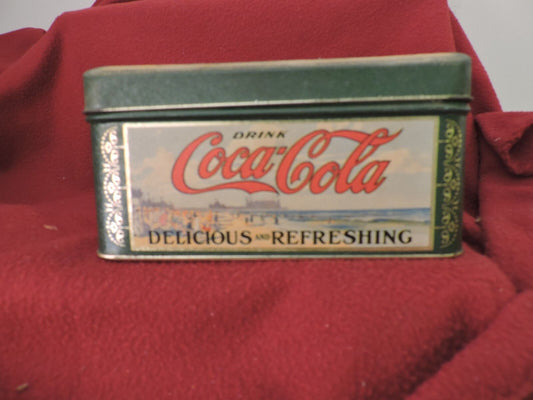 DRINK
Coca-Cola
DELICIOUS AND REFRESHING